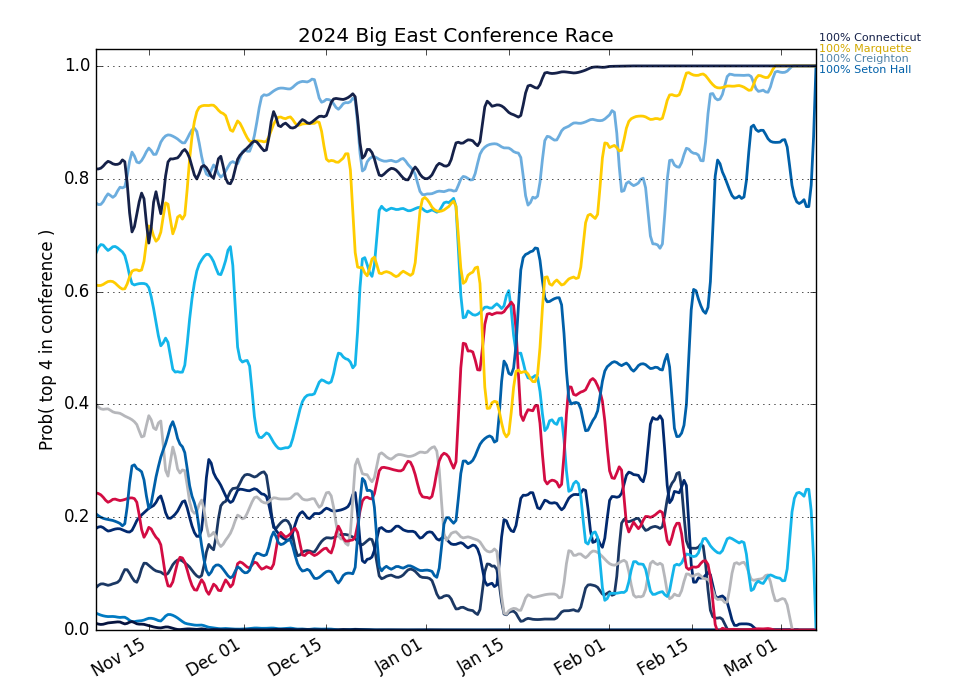 2024 Big East Conference Race
100% Connecticut
100% Marquette
100% Creighton
100% Seton Hall
1.0
0.8
0.6
0.4
0.2
0.0
Prob( top 4 in conference )
Nov 15
Dec 01
Dec 15
Jan 01
Jan 15
Feb 01
Feb 15
Mar 01